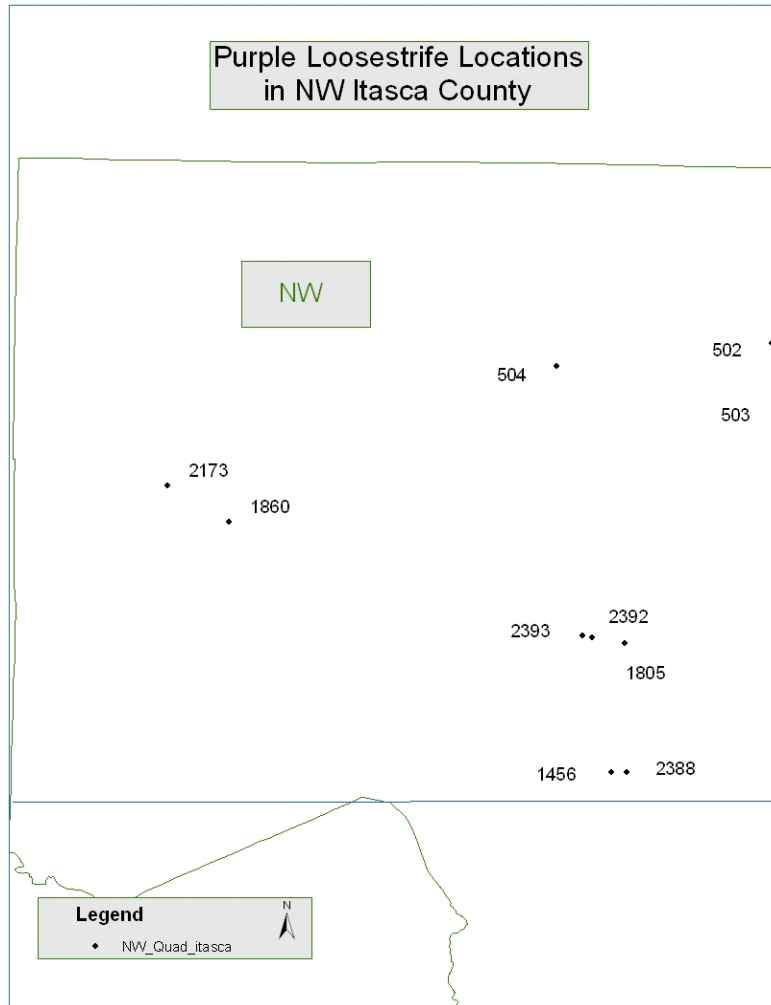 Purple Loosestrife Locations
in NW Itasca County
NW
502
504
503
2173
1860
2392
2393
1805
1456
2388
Legend
N
NW_Quad_itasca